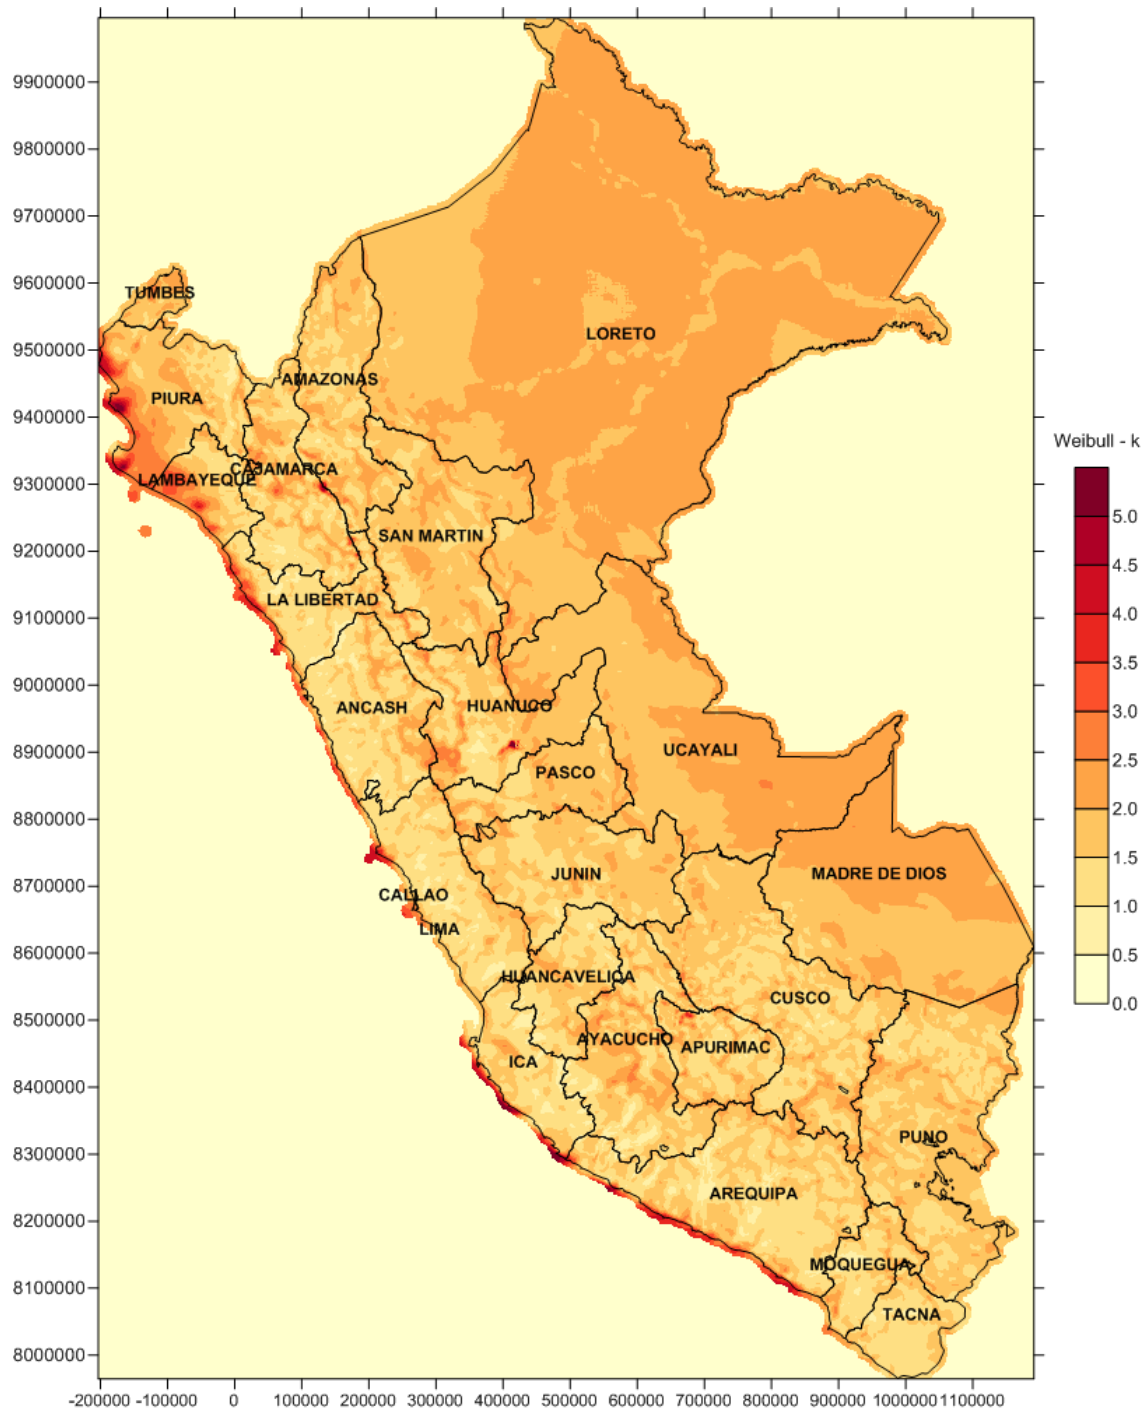 9900000
9800000
9700000
9600000
9500000
9400000
9300000
9200000
9100000
9000000
8900000
8800000
8700000
8600000
8500000
8400000
8300000
8200000
8100000
8000000
-200000 -100000 0 100000 200000 300000 400000 500000 600000 700000 800000 900000 1000000 1100000
TUMBES
LORETO
AMAZONAS
PIURA
CAJAMARCA
LAMBAYEQUE
SAN MARTIN
LA LIBERTAD
ANCASH
HUANUCO
UCAYALI
PASCO
JUNIN
MADRE DE DIOS
CALLAO
LIMA
HUANCAVELICA
CUSCO
AYACUCHO
APURIMAC
ICA
PUNO
AREQUIPA
MOQUEGUA
TACNA
Weibull - k
5.0
4.5
4.0
3.5
3.0
2.5
2.0
1.5
1.0
0.5
0.0